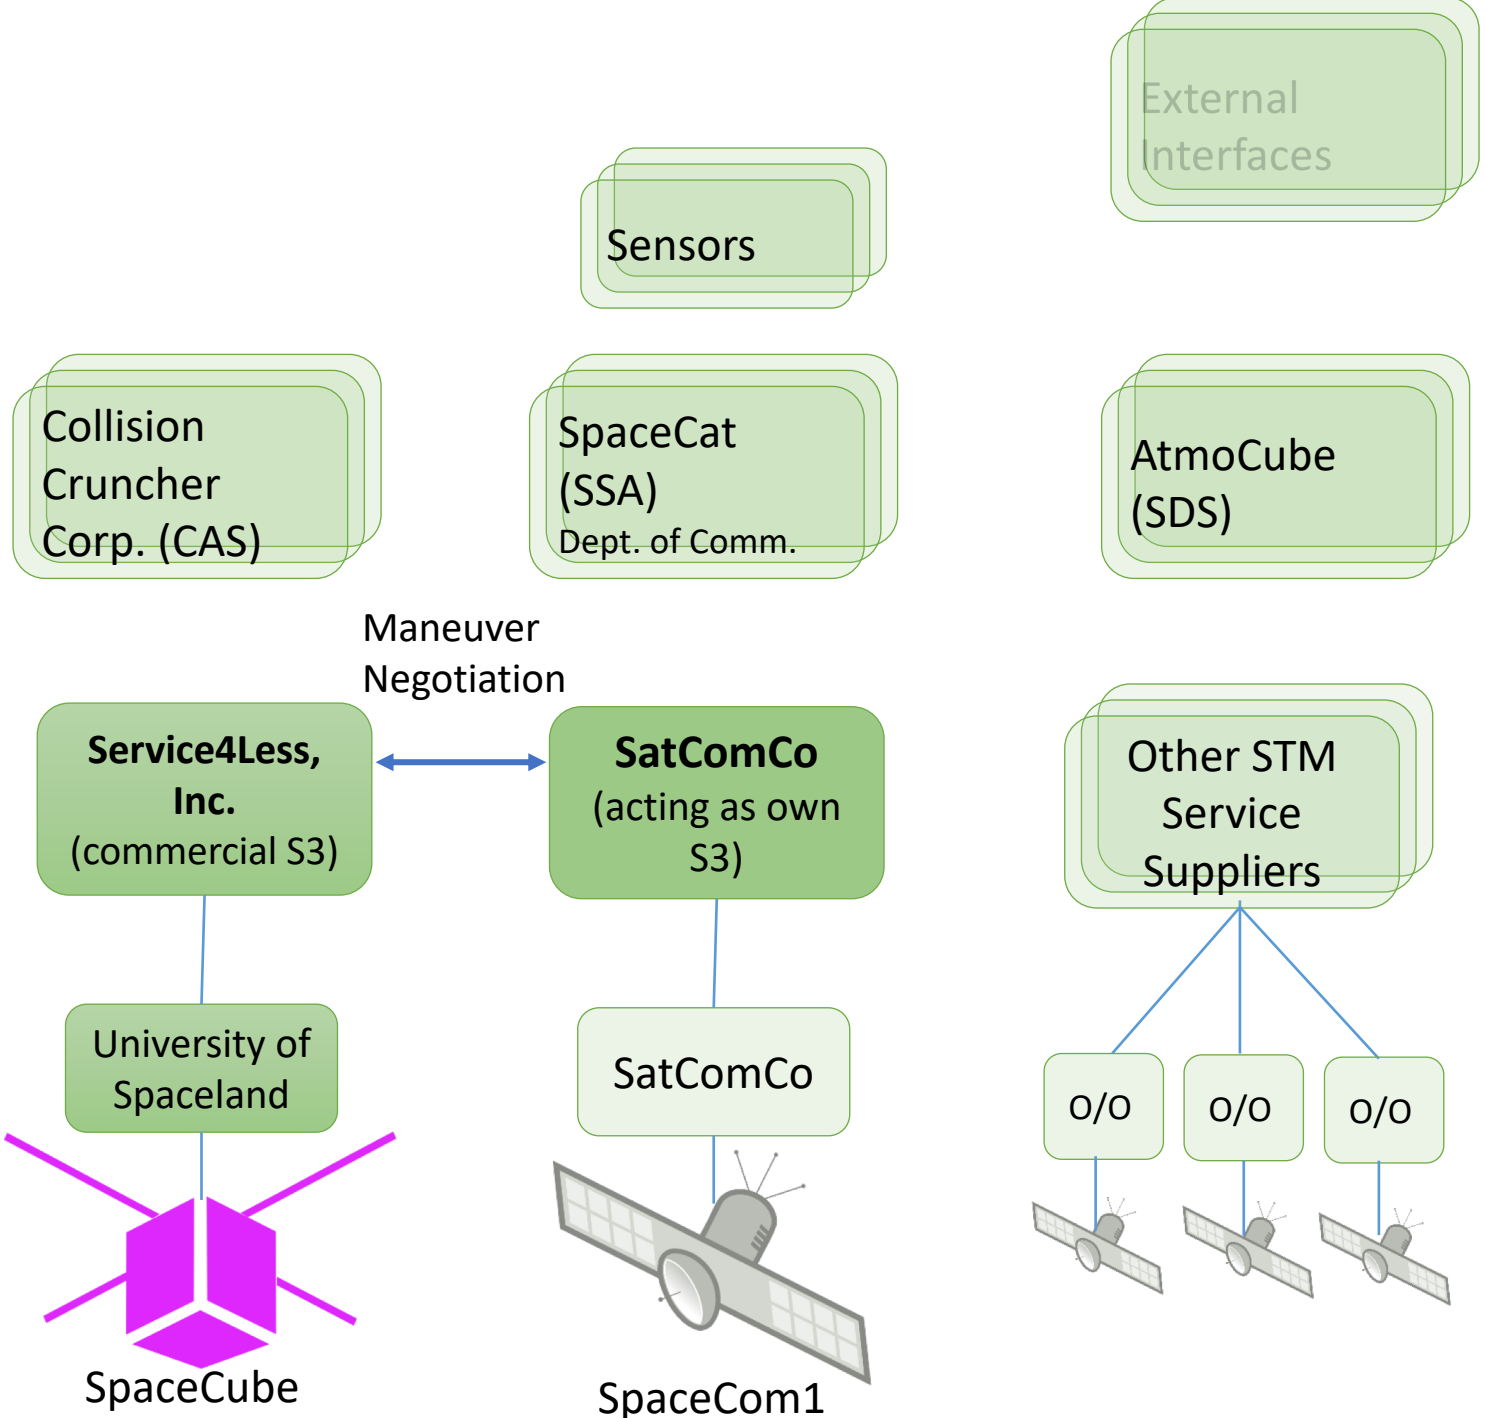 External
Interfaces
Sensors
Collision
Cruncher
Corp. (CAS)
SpaceCat
(SSA)
Dept. of Comm.
AtmoCube
(SDS)
Maneuver
Negotiation
Service4Less,
Inc.
(commercial S3)
SatComCo
(acting as own
S3)
Other STM
Service
Suppliers
University of
Spaceland
SatComCo
O/O
O/O
O/O
SpaceCube
SpaceCom1